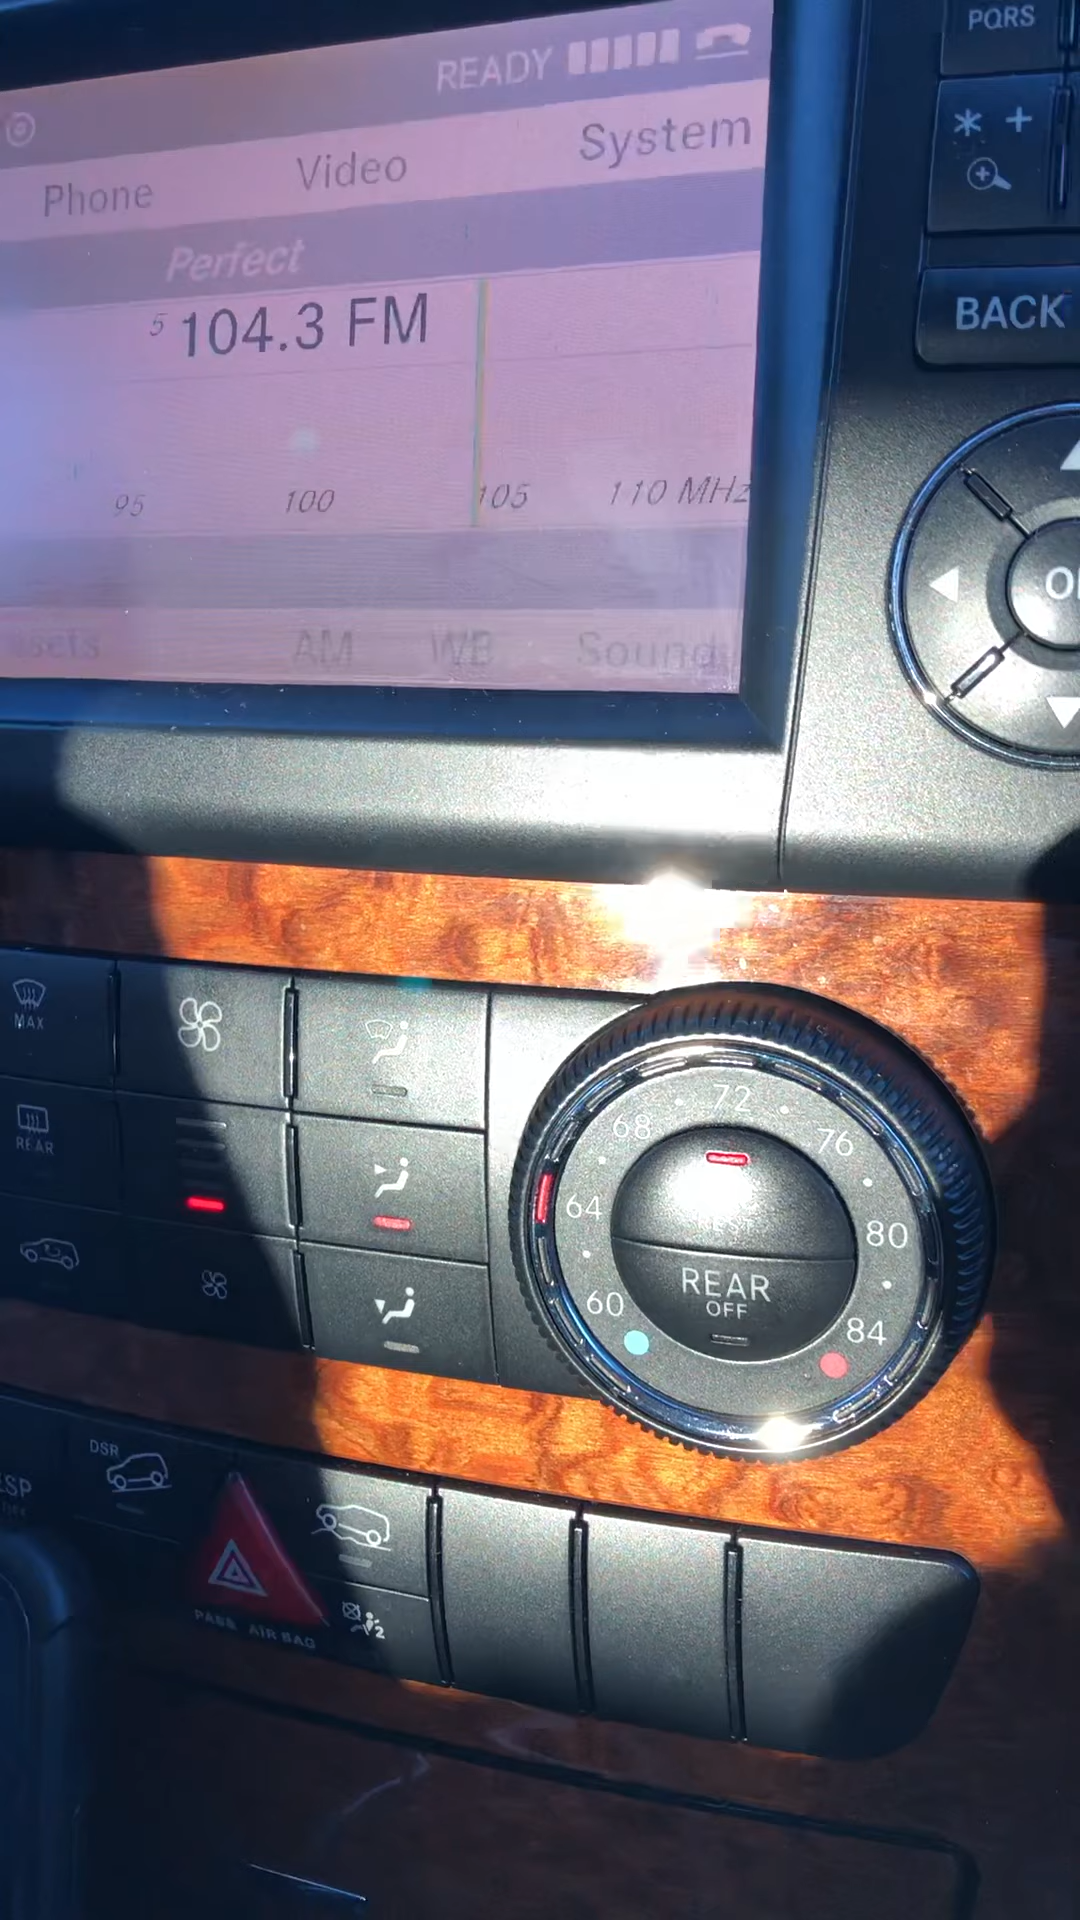 PQRS
READY
* +
Phone Video System
Perfect
BACK
5 104.3 FM
95 100 105 110 MHz
AM WB Sound
MAX
REAR
72
68 76
64 80
REAR
OFF
60 84
DSR
PASS AIR BAG
2